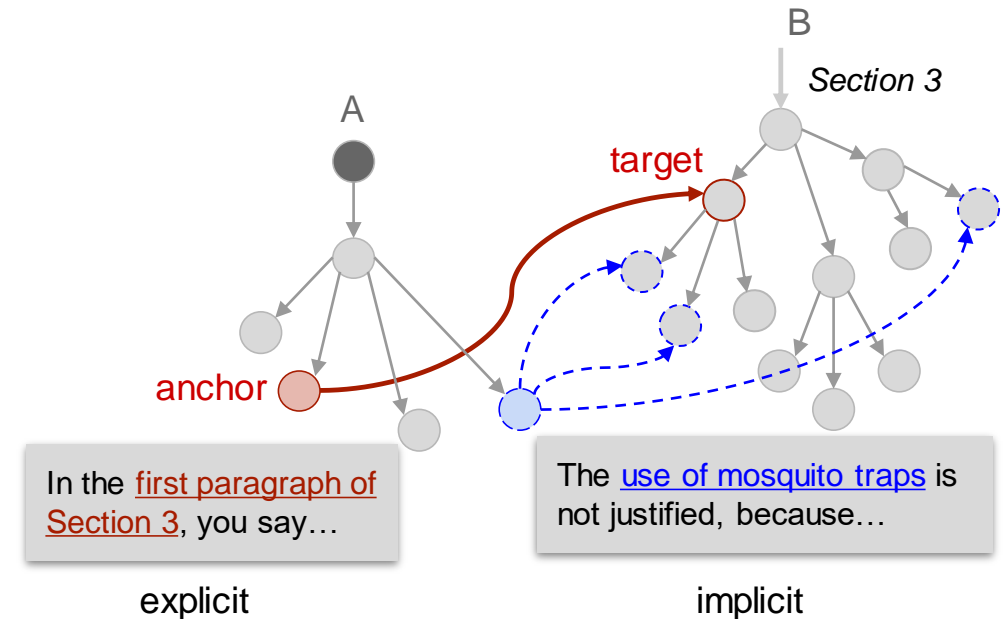 B
Section 3
A
target
anchor
In the first paragraph of
Section 3, you say…
The use of mosquito traps is
not justified, because…
explicit
implicit